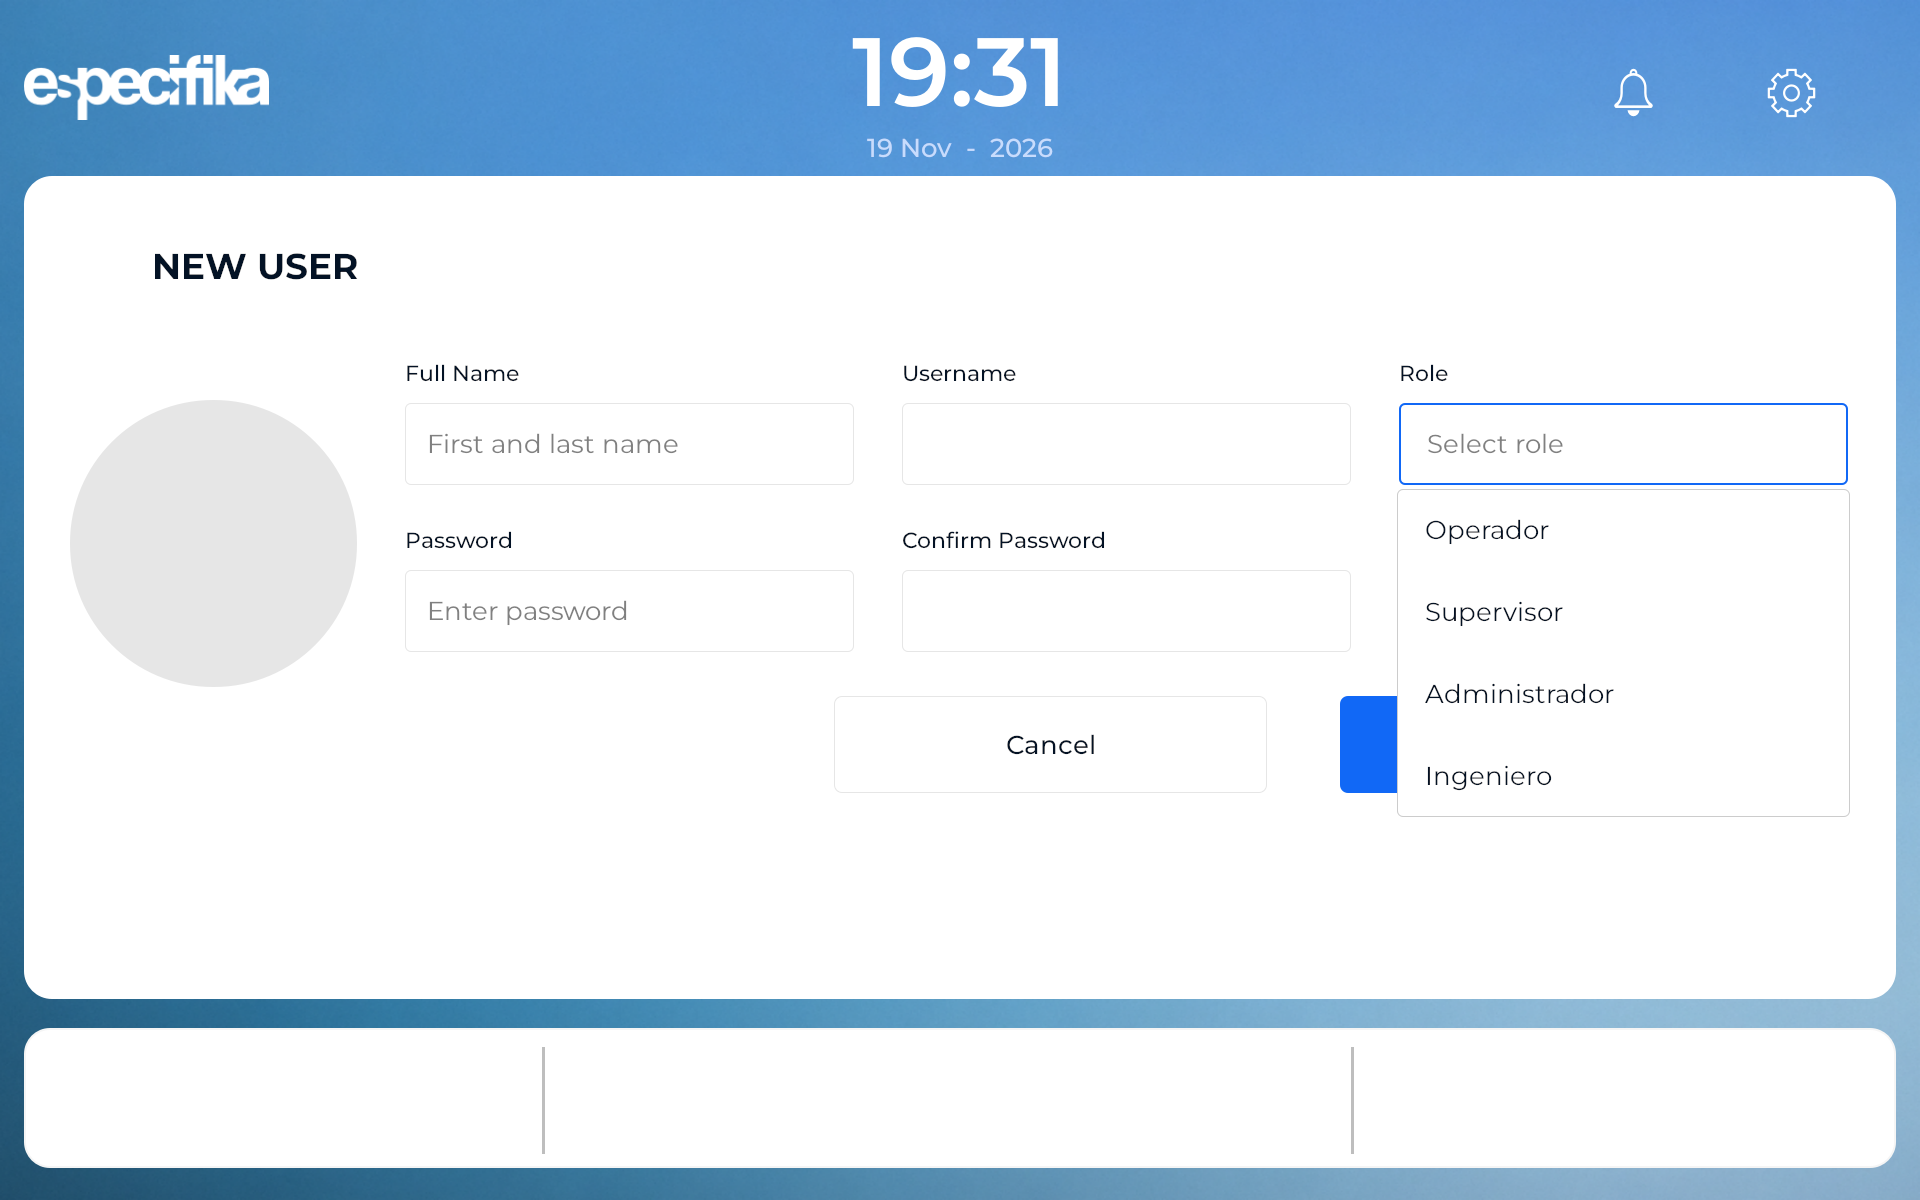 especifika
19:31
19 Nov - 2026
NEW USER
Full Name
Username
Role
First and last name
Select role
Operador
Password
Confirm Password
Enter password
Supervisor
Administrador
Cancel
Ingeniero